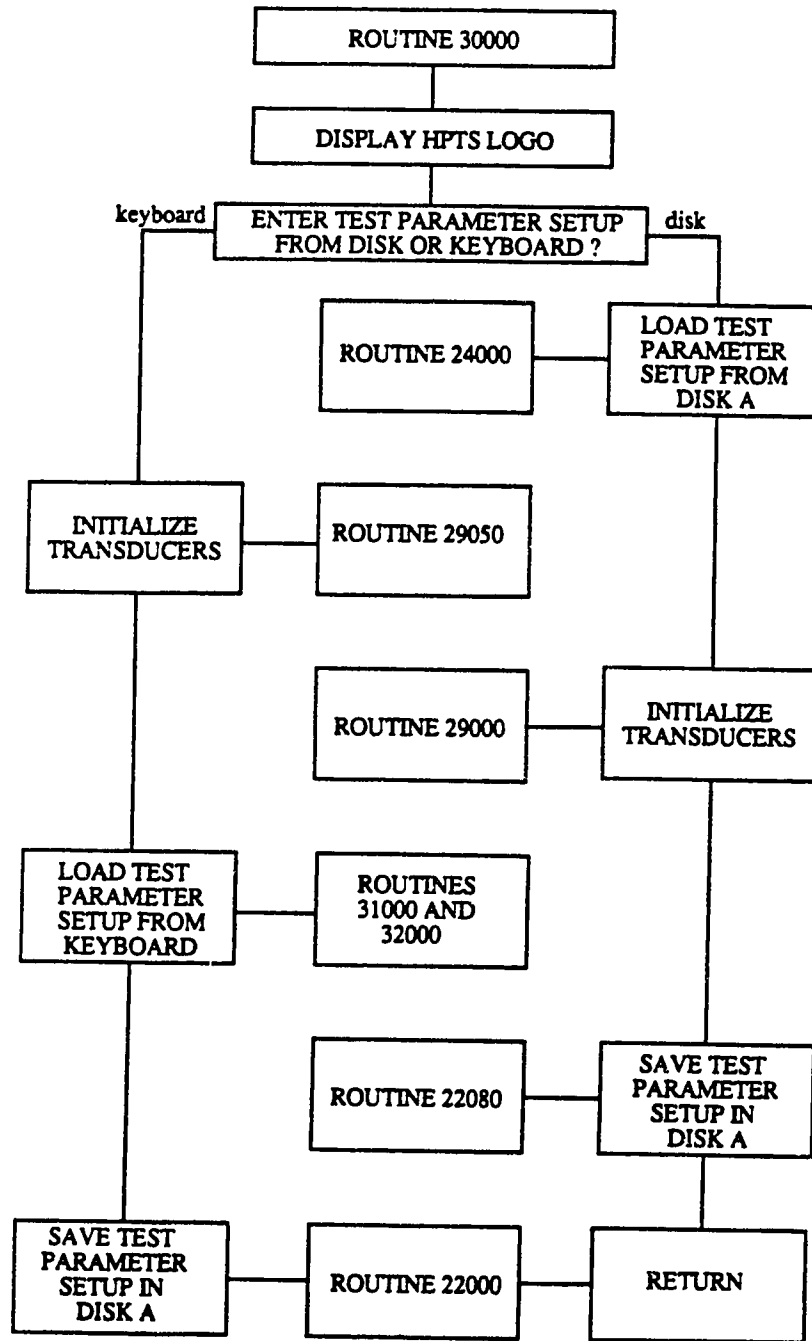 ROUTINE 30000
DISPLAY HPTS LOGO
keyboard
ENTER TEST PARAMETER SETUP
FROM DISK OR KEYBOARD ?
disk
ROUTINE 24000
LOAD TEST
PARAMETER
SETUP FROM
DISK A
INITIALIZE
TRANSDUCERS
ROUTINE 29050
ROUTINE 29000
INITIALIZE
TRANSDUCERS
LOAD TEST
PARAMETER
SETUP FROM
KEYBOARD
ROUTINES
31000 AND
32000
ROUTINE 22080
SAVE TEST
PARAMETER
SETUP IN
DISK A
SAVE TEST
PARAMETER
SETUP IN
DISK A
ROUTINE 22000
RETURN